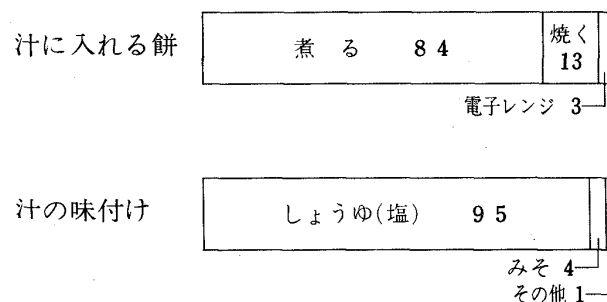 汁に入れる餅
煮る 84
焼く
13
電子レンジ 3
汁の味付け
しょうゆ(塩) 95
みそ 4
その他 1